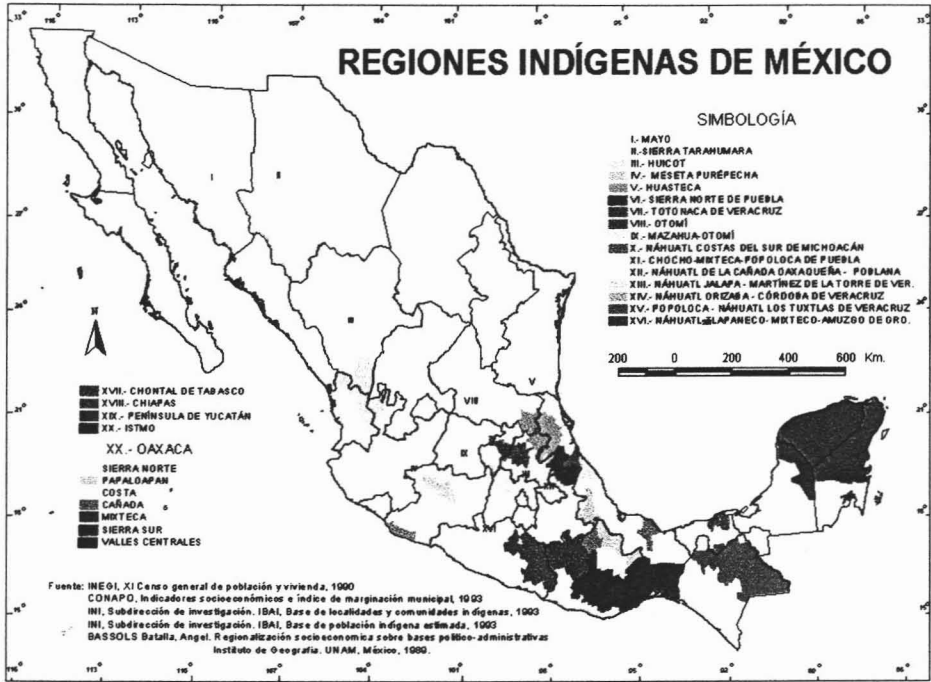 REGIONES INDÍGENAS DE MÉXICO
SIMBOLOGÍA
I.- MAYO
II.-SIERRA TARAHUMARA
III.- HUICOT
IV.- MESETA PURÉPECHA
V.- HUASTECA
VI.- SIERRA NORTE DE PUEBLA
VII.- TOTONACA DE VERACRUZ
VIII.- OTOMÍ
IX.- MAZAHUA-OTOMÍ
X.- NÁHUATL COSTAS DEL SUR DE MICHOACÁN
XI.- CHOCHO-MIXTECA-POPOLOCA DE PUEBLA
XII.- NÁHUATL DE LA CAÑADA OAXAQUEÑA - POBLANA
XIII.- NÁHUATL JALAPA - MARTÍNEZ DE LA TORRE DE VER.
XIV.- NÁHUATL ORIZABA - CÓRDOBA DE VERACRUZ
XV.- POPOLOCA - NÁHUATL LOS TUXTLAS DE VERACRUZ
XVI.- NÁHUATL-TLAPANECO-MIXTECO-AMUZGO DE GRO.
200 0 200 400 600 Km.
N
XVII.- CHONTAL DE TABASCO
XVIII.- CHIAPAS
XIX.- PENÍNSULA DE YUCATÁN
XX.- ISTMO
XX.- OAXACA
SIERRA NORTE
PAPALOAPAN
COSTA
CAÑADA
MIXTECA
SIERRA SUR
VALLES CENTRALES
I
II
III
V
VIII
IX
IV
XVI
Fuente: INEGI, XI Censo general de población y vivienda, 1990
CONAPO, Indicadores socioeconómicos e índice de marginación municipal, 1993
INI, Subdirección de investigación. IBAI, Base de localidades y comunidades indígenas, 1993
INI, Subdirección de investigación. IBAI, Base de población indígena estimada, 1993
BASSOLS Batalla, Angel. Regionalización socioeconomica sobre bases político-administrativas
Instituto de Geografía. UNAM, México, 1989.